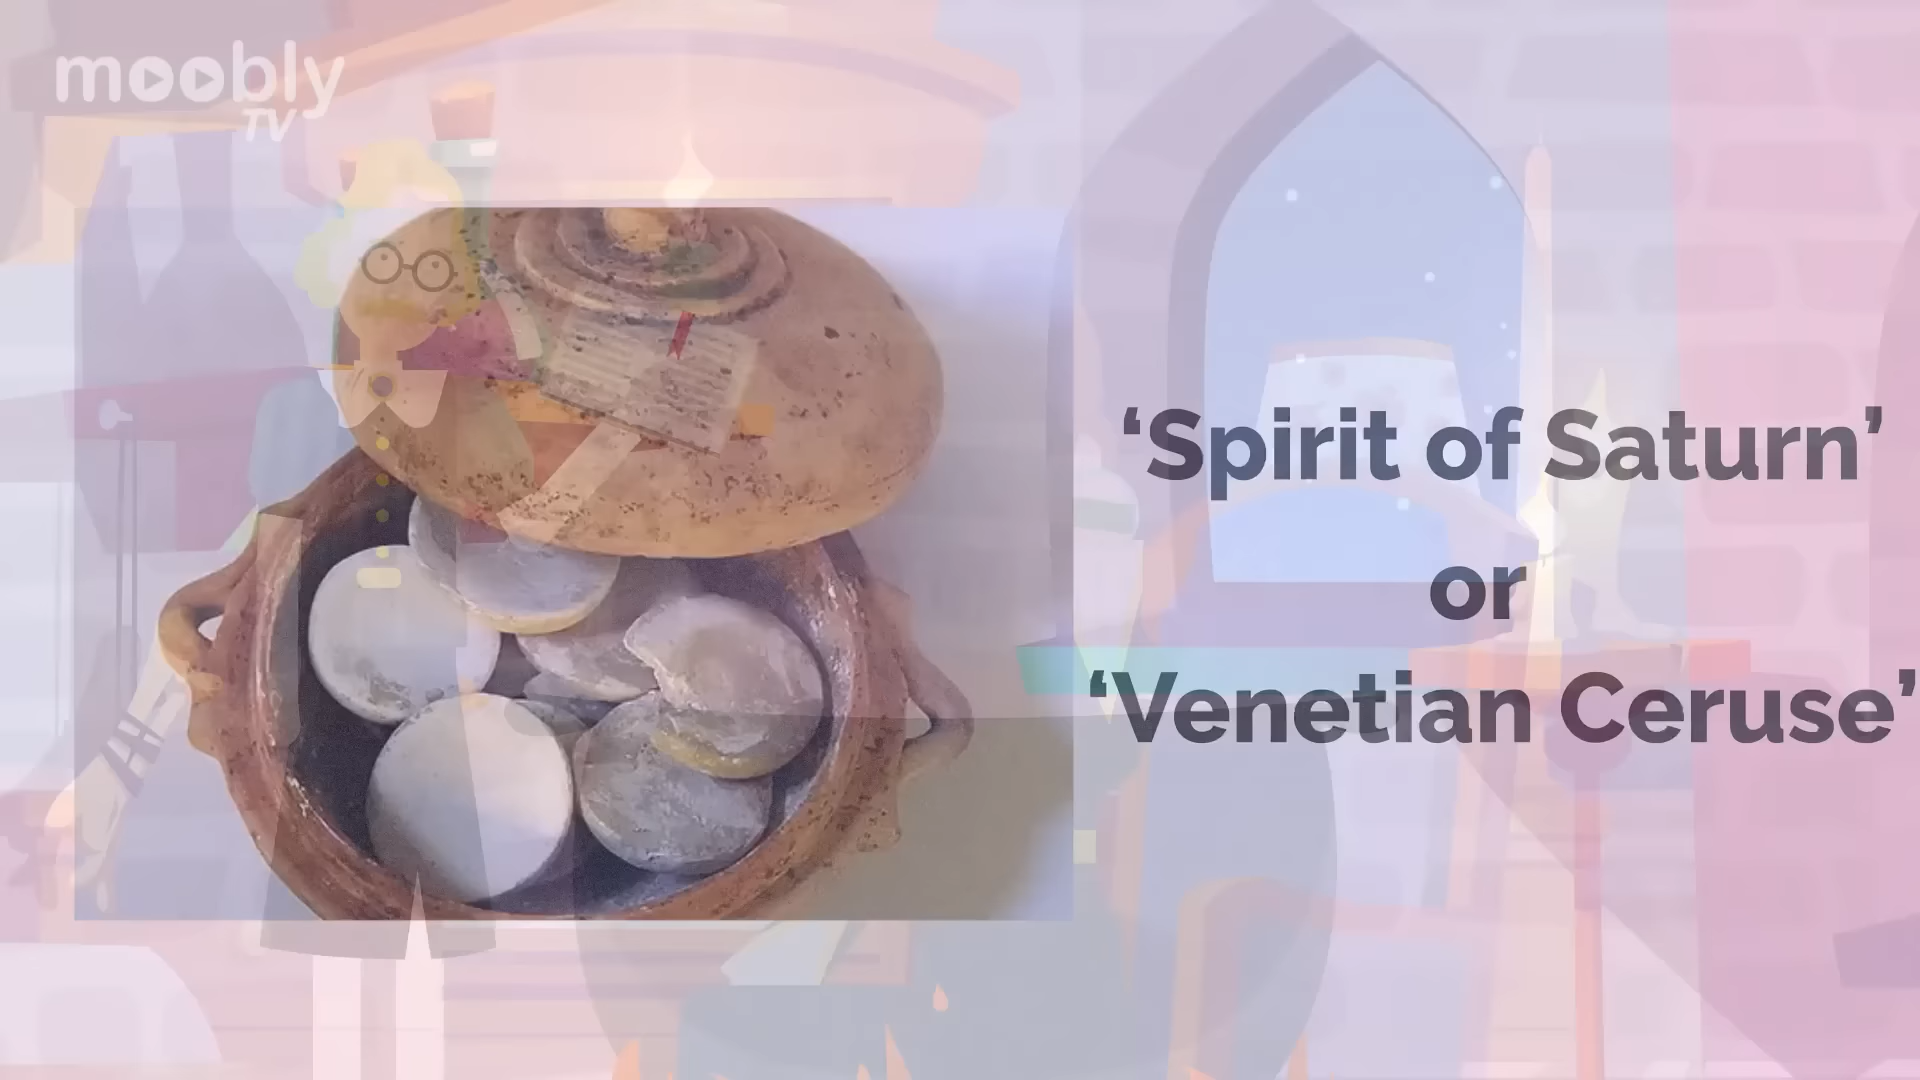 moobly
TV
‘Spirit of Saturn’
or
‘Venetian Ceruse’